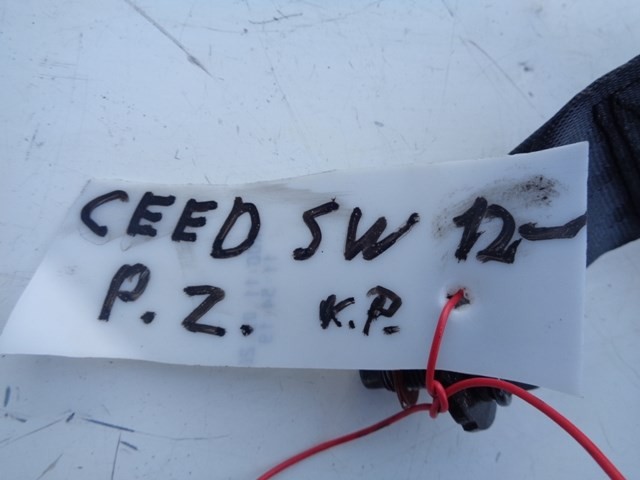 CEED SW 12-
P. Z. K.P.